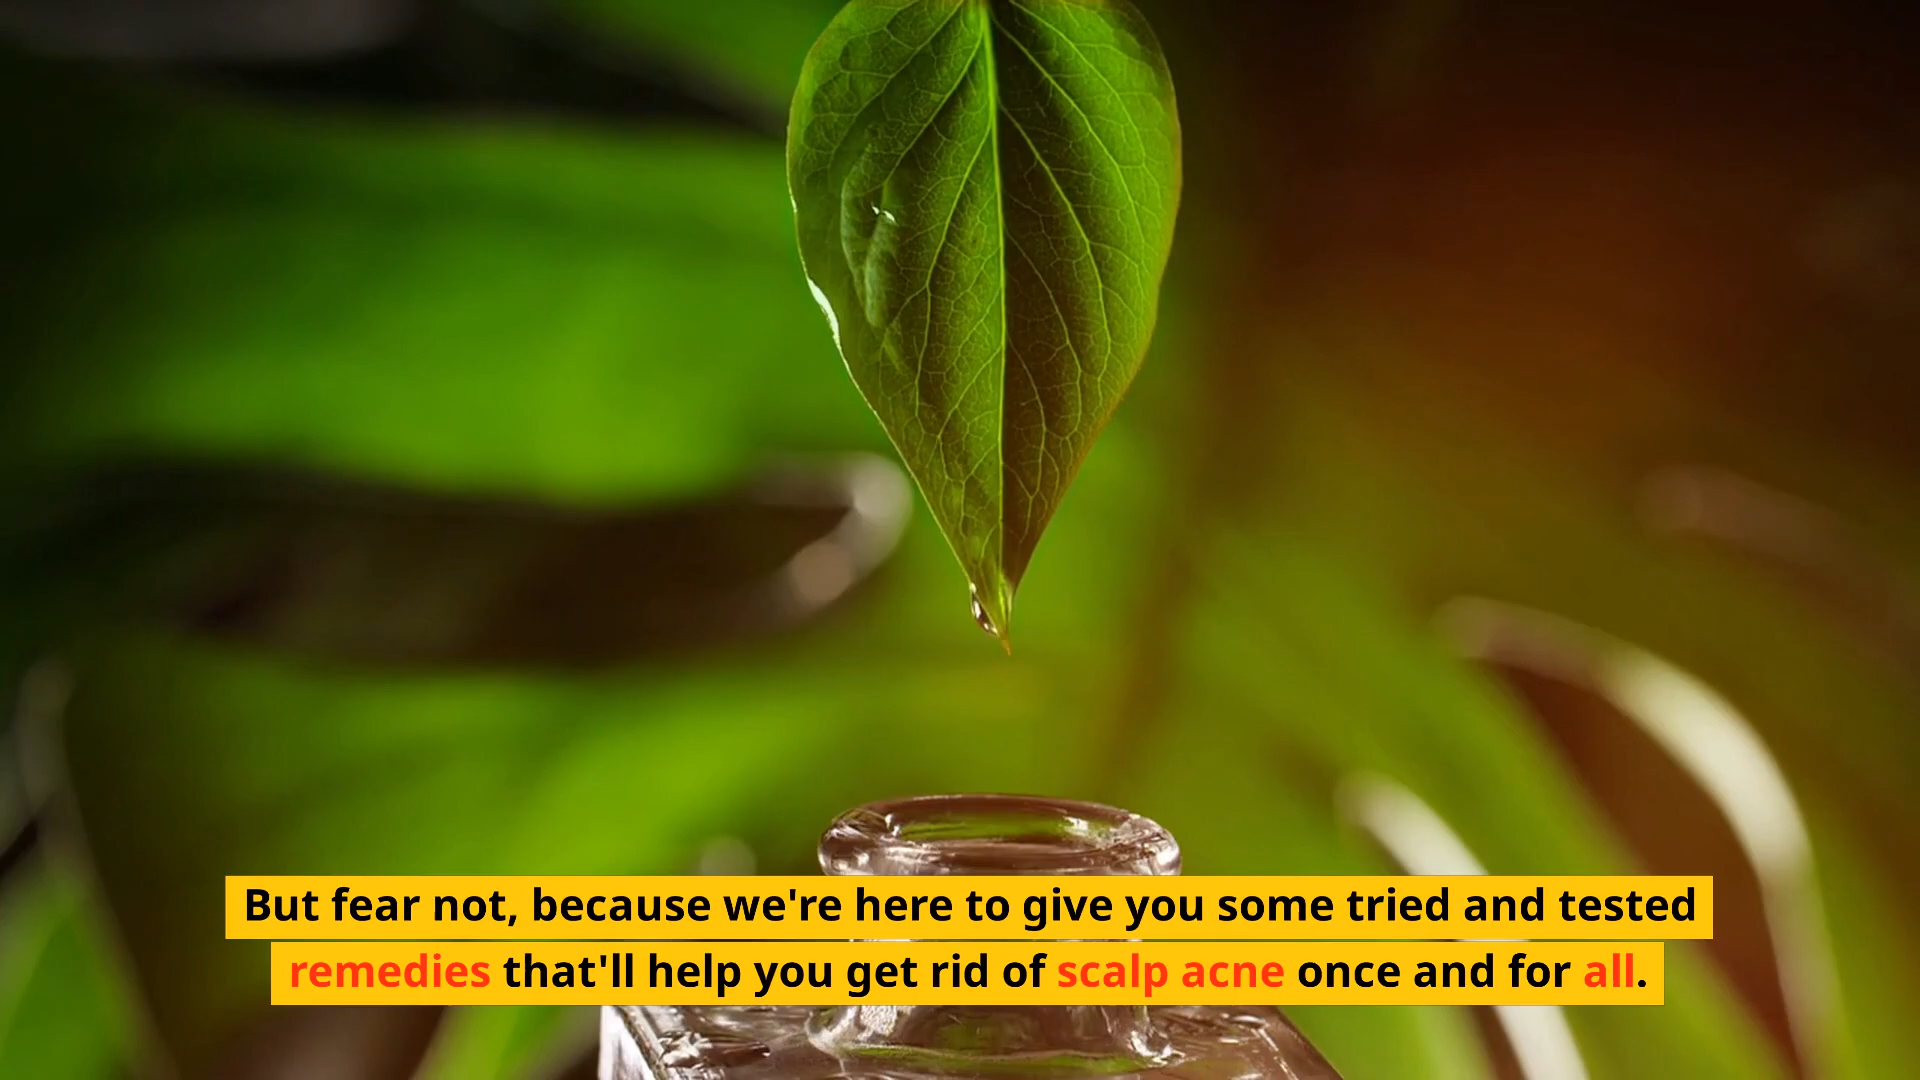 But fear not, because we're here to give you some tried and tested
remedies that'll help you get rid of scalp acne once and for all.